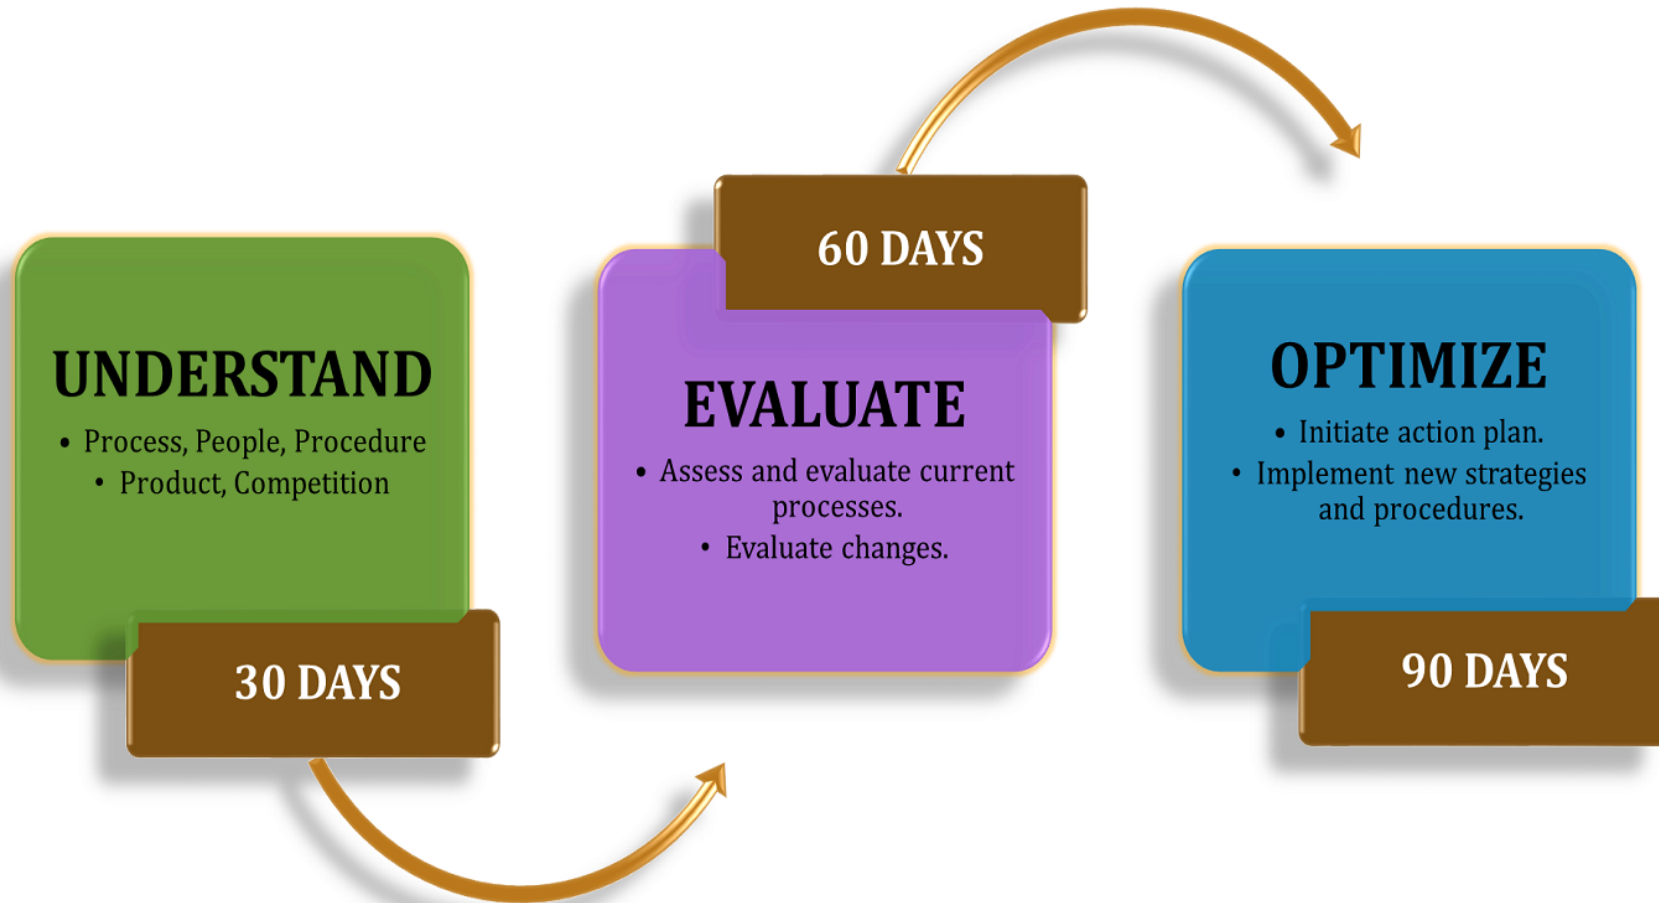 UNDERSTAND
• Process, People, Procedure
• Product, Competition
30 DAYS
60 DAYS
EVALUATE
• Assess and evaluate current
processes.
• Evaluate changes.
OPTIMIZE
• Initiate action plan.
• Implement new strategies
and procedures.
90 DAYS